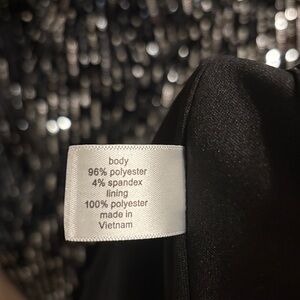 body
96% polyester
4% spandex
lining
100% polyester
made in
Vietnam